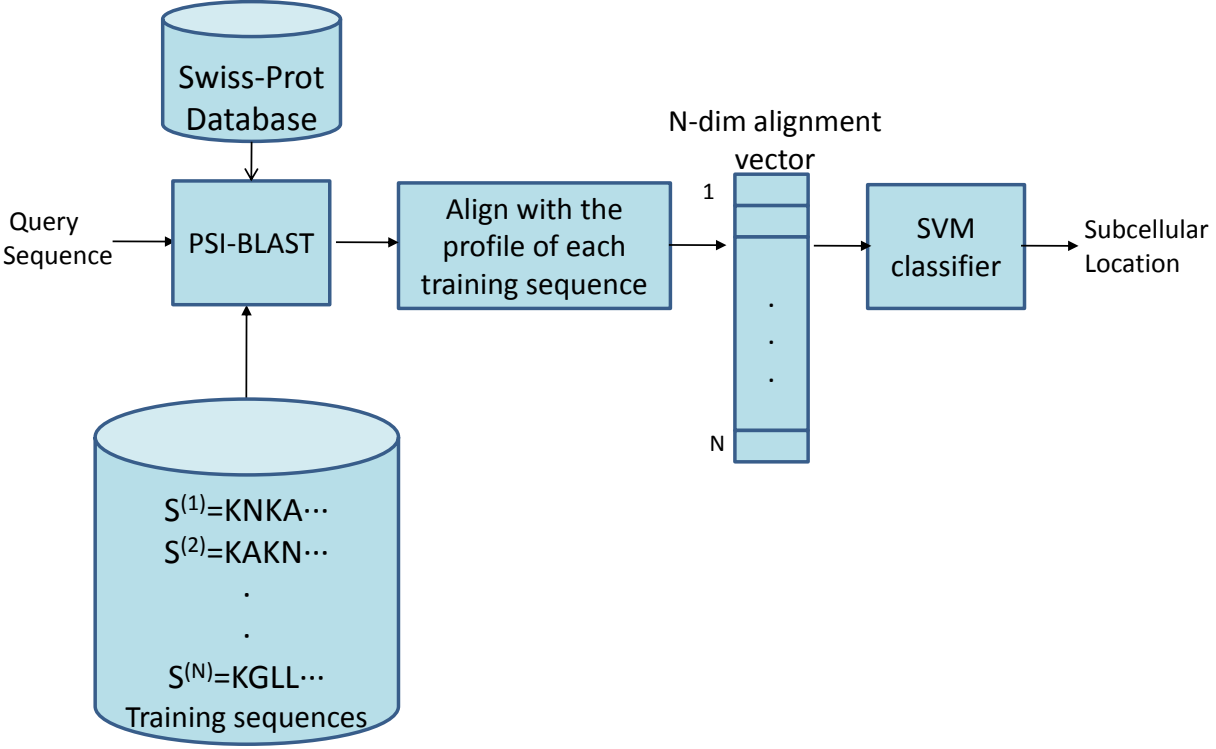 Swiss-Prot
Database
N-dim alignment
vector
1
Query
Sequence
PSI-BLAST
Align with the
profile of each
training sequence
SVM
classifier
Subcellular
Location
.
.
.
N
S(1)=KNKA···
S(2)=KAKN···
.
.
S(N)=KGLL···
Training sequences